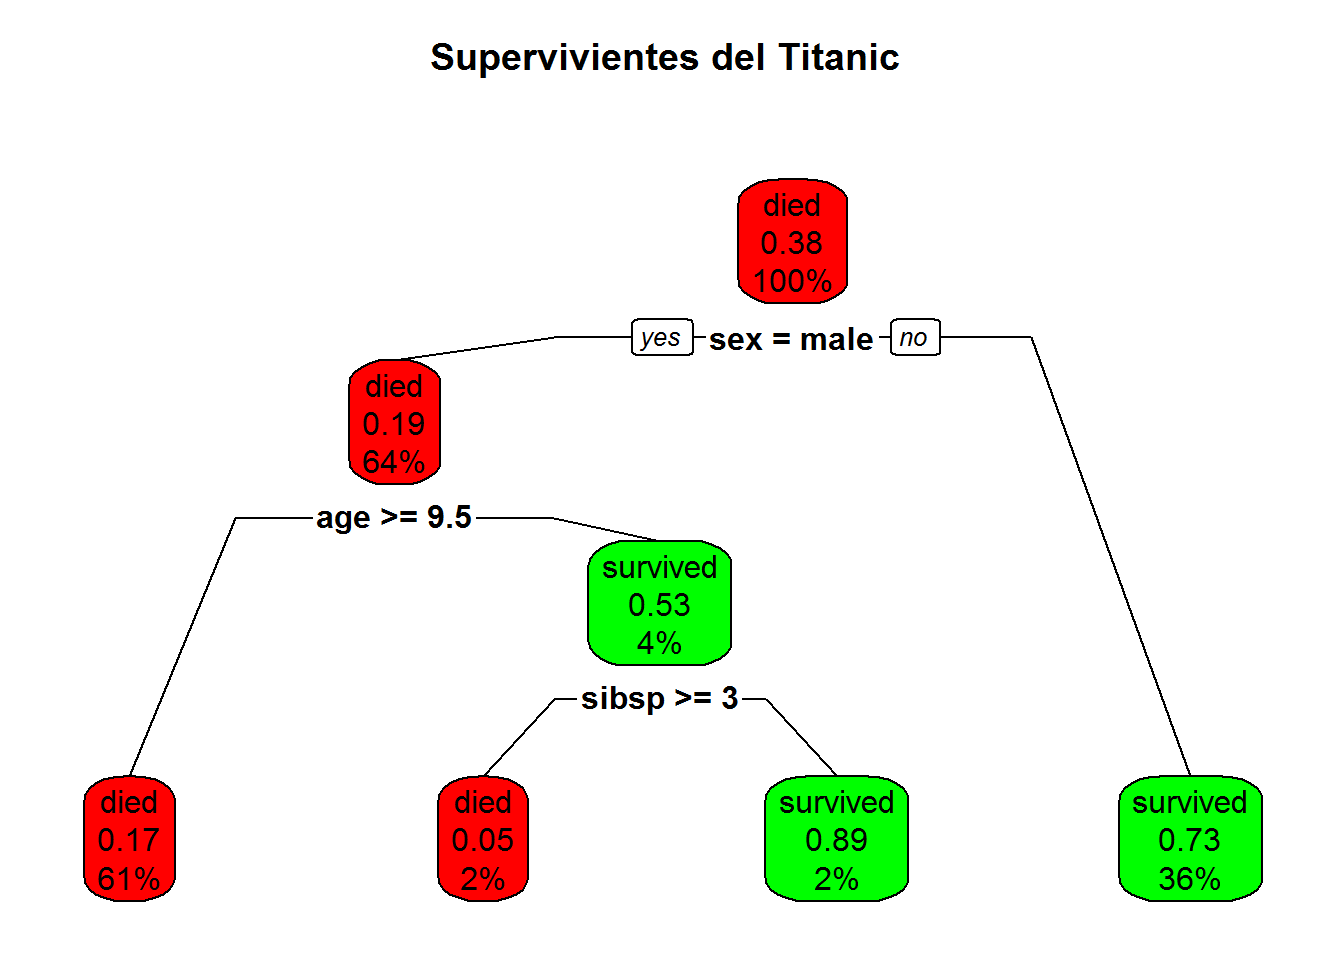 Supervivientes del Titanic
died
0.38
100%
yes sex = male no
died
0.19
64%
age >= 9.5
survived
0.53
4%
sibsp >= 3
died
0.17
61%
died
0.05
2%
survived
0.89
2%
survived
0.73
36%